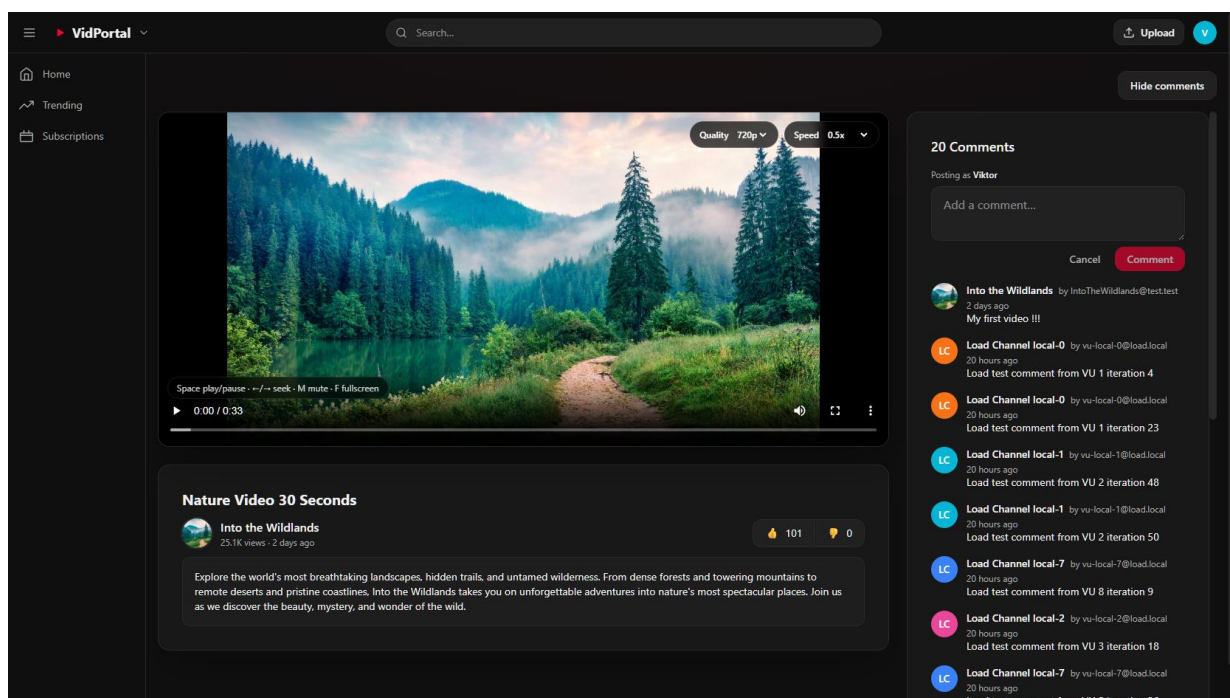 VidPortal
Search...
Upload
V
Home
Trending
Subscriptions
Hide comments
Quality 720p
Speed 0.5x
Space play/pause · ←/→ seek · M mute · F fullscreen
0:00 / 0:33
Nature Video 30 Seconds
Into the Wildlands
25.1K views · 2 days ago
101
0
Explore the world's most breathtaking landscapes, hidden trails, and untamed wilderness. From dense forests and towering mountains to
remote deserts and pristine coastlines, Into the Wildlands takes you on unforgettable adventures into nature's most spectacular places. Join us
as we discover the beauty, mystery, and wonder of the wild.
20 Comments
Posting as Viktor
Add a comment...
Cancel
Comment
Into the Wildlands by IntoTheWildlands@test.test
2 days ago
My first video !!!
LC
Load Channel local-0 by vu-local-0@load.local
20 hours ago
Load test comment from VU 1 iteration 4
LC
Load Channel local-0 by vu-local-0@load.local
20 hours ago
Load test comment from VU 1 iteration 23
LC
Load Channel local-1 by vu-local-1@load.local
20 hours ago
Load test comment from VU 2 iteration 48
LC
Load Channel local-1 by vu-local-1@load.local
20 hours ago
Load test comment from VU 2 iteration 50
LC
Load Channel local-7 by vu-local-7@load.local
20 hours ago
Load test comment from VU 8 iteration 9
LC
Load Channel local-2 by vu-local-2@load.local
20 hours ago
Load test comment from VU 3 iteration 18
LC
Load Channel local-7 by vu-local-7@load.local
20 hours ago